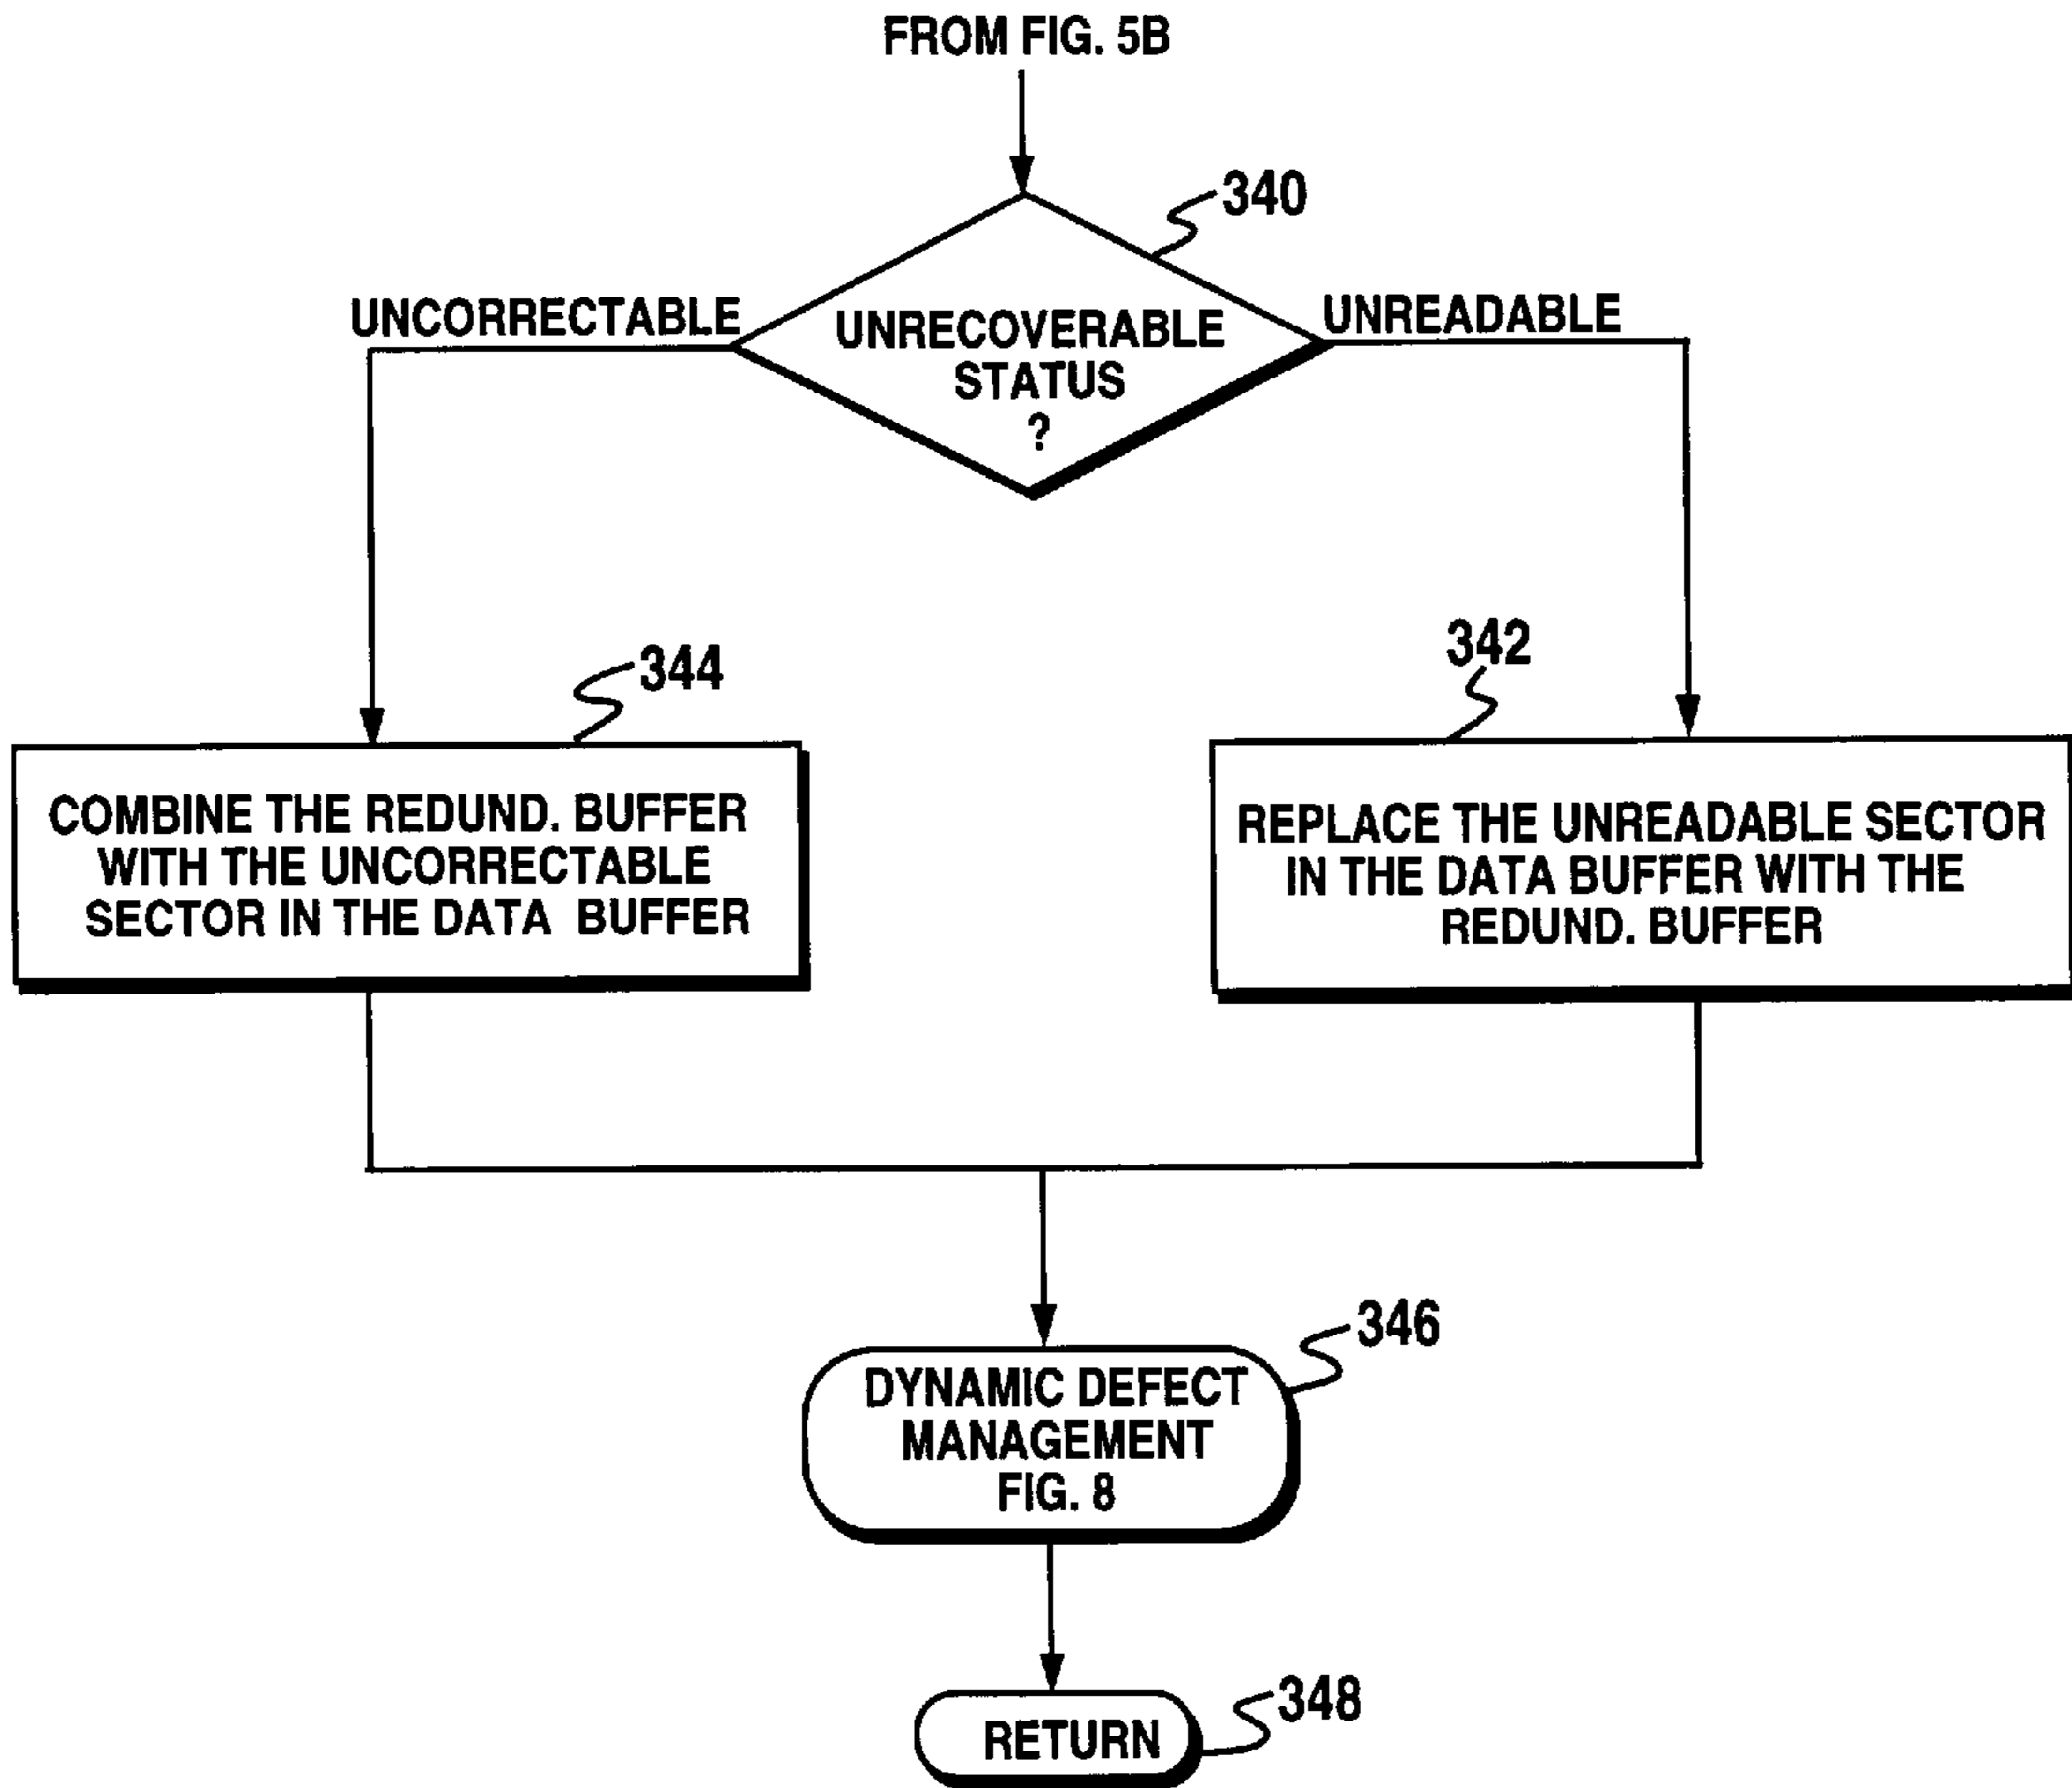 FROM FIG. 5B
340
UNCORRECTABLE
UNREADABLE
UNRECOVERABLE
STATUS
?
344
342
COMBINE THE REDUND. BUFFER
WITH THE UNCORRECTABLE
SECTOR IN THE DATA BUFFER
REPLACE THE UNREADABLE SECTOR
IN THE DATA BUFFER WITH THE
REDUND. BUFFER
346
DYNAMIC DEFECT
MANAGEMENT
FIG. 8
348
RETURN